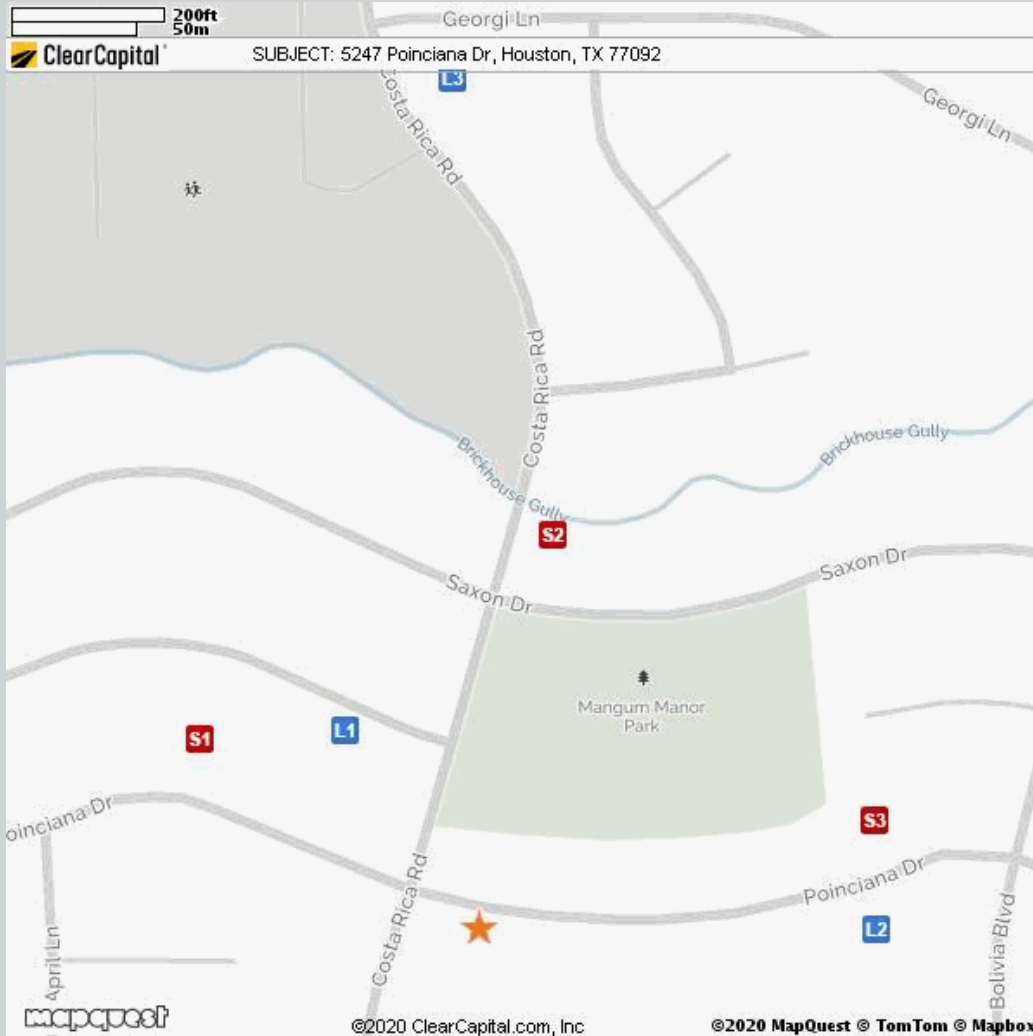 200ft
50m
ClearCapital
SUBJECT: 5247 Poinciana Dr, Houston, TX 77092
Georgi Ln
L3
Costa Rica Rd
Georgi Ln
Costa Rica Rd
Brickhouse Gully
Brickhouse Gully
S2
Saxon Dr
Saxon Dr
Mangum Manor
Park
L1
S1
oinciana Dr
S3
Costa Rica Rd
Poinciana Dr
L2
April Ln
Bolivia Blvd
mapquest
©2020 ClearCapital.com, Inc
©2020 MapQuest © TomTom © Mapbox